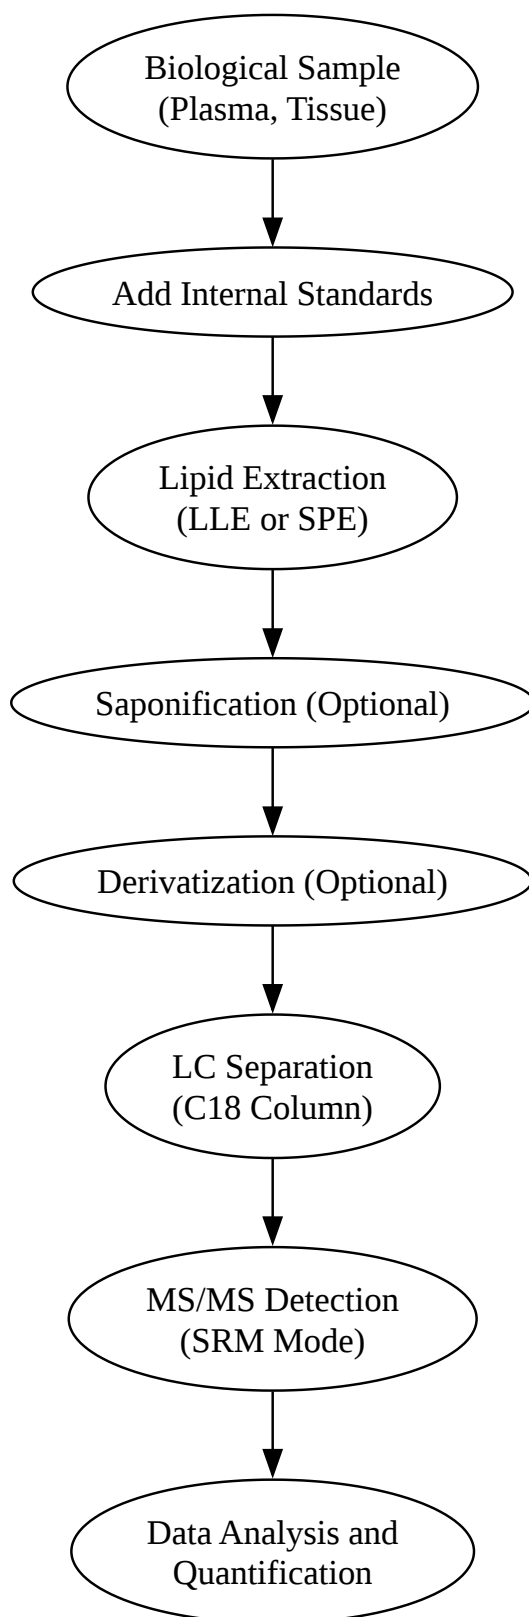 Biological Sample
(Plasma, Tissue)
Add Internal Standards
Lipid Extraction
(LLE or SPE)
Saponification (Optional)
Derivatization (Optional)
LC Separation
(C18 Column)
MS/MS Detection
(SRM Mode)
Data Analysis and
Quantification